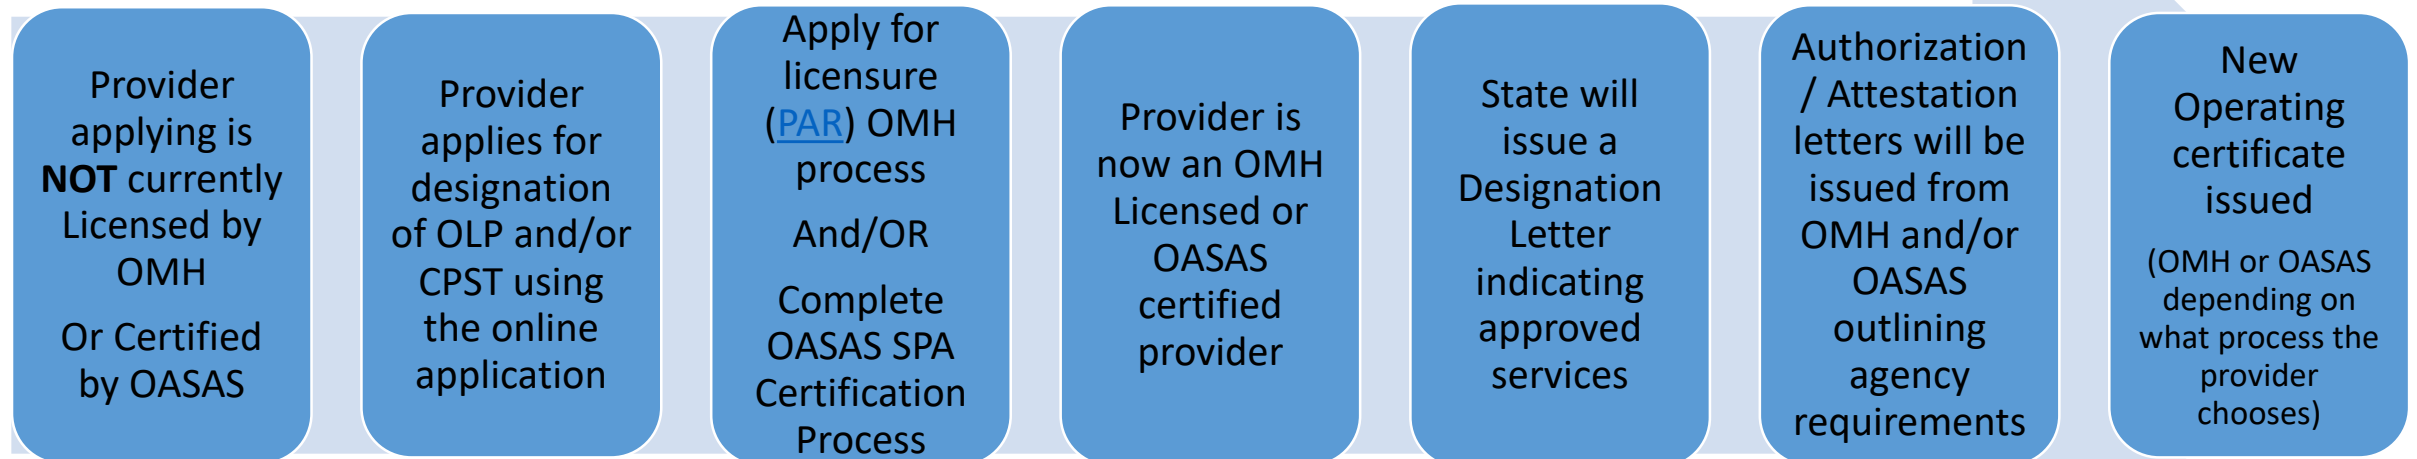 Provider
applying is
NOT currently
Licensed by
OMH
Or Certified
by OASAS
Provider
applies for
designation
of OLP and/or
CPST using
the online
application
Apply for
licensure
(PAR) OMH
process
And/OR
Complete
OASAS SPA
Certification
Process
Provider is
now an OMH
Licensed or
OASAS
certified
provider
State will
issue a
Designation
Letter
indicating
approved
services
Authorization
/ Attestation
letters will be
issued from
OMH and/or
OASAS
outlining
agency
requirements
New
Operating
certificate
issued
(OMH or OASAS
depending on
what process the
provider
chooses)